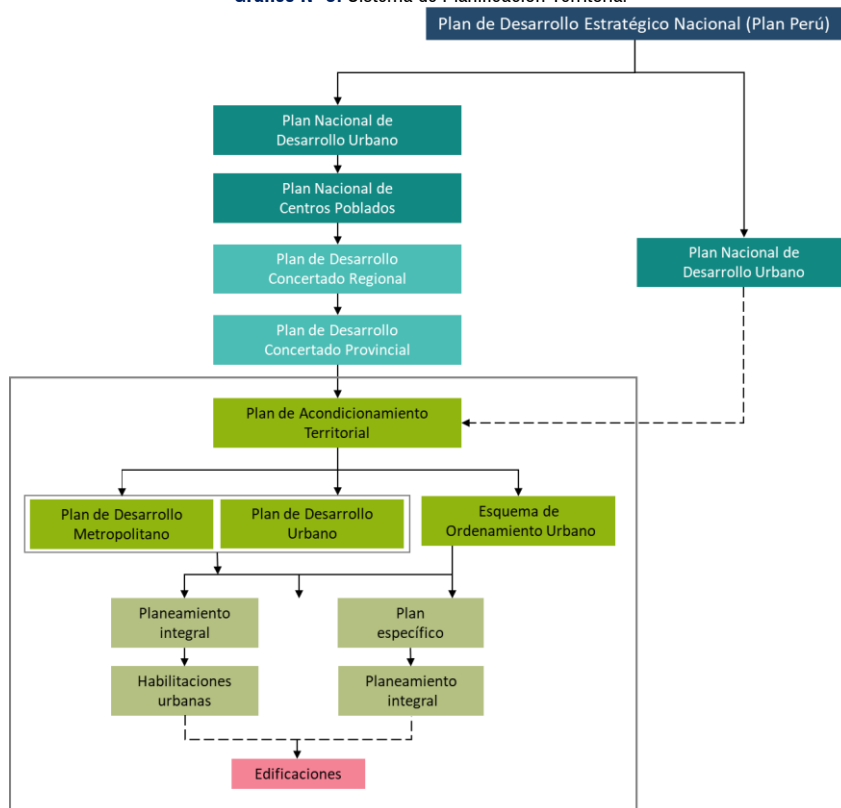 Gráfico N° 3: Sistema de Planificación Territorial
Plan de Desarrollo Estratégico Nacional (Plan Perú)
Plan Nacional de
Desarrollo Urbano
Plan Nacional de
Centros Poblados
Plan de Desarrollo
Concertado Regional
Plan Nacional de
Desarrollo Urbano
Plan de Desarrollo
Concertado Provincial
Plan de Acondicionamiento
Territorial
Plan de Desarrollo
Metropolitano
Plan de Desarrollo
Urbano
Esquema de
Ordenamiento Urbano
Planeamiento
integral
Plan
específico
Habilitaciones
urbanas
Planeamiento
integral
Edificaciones